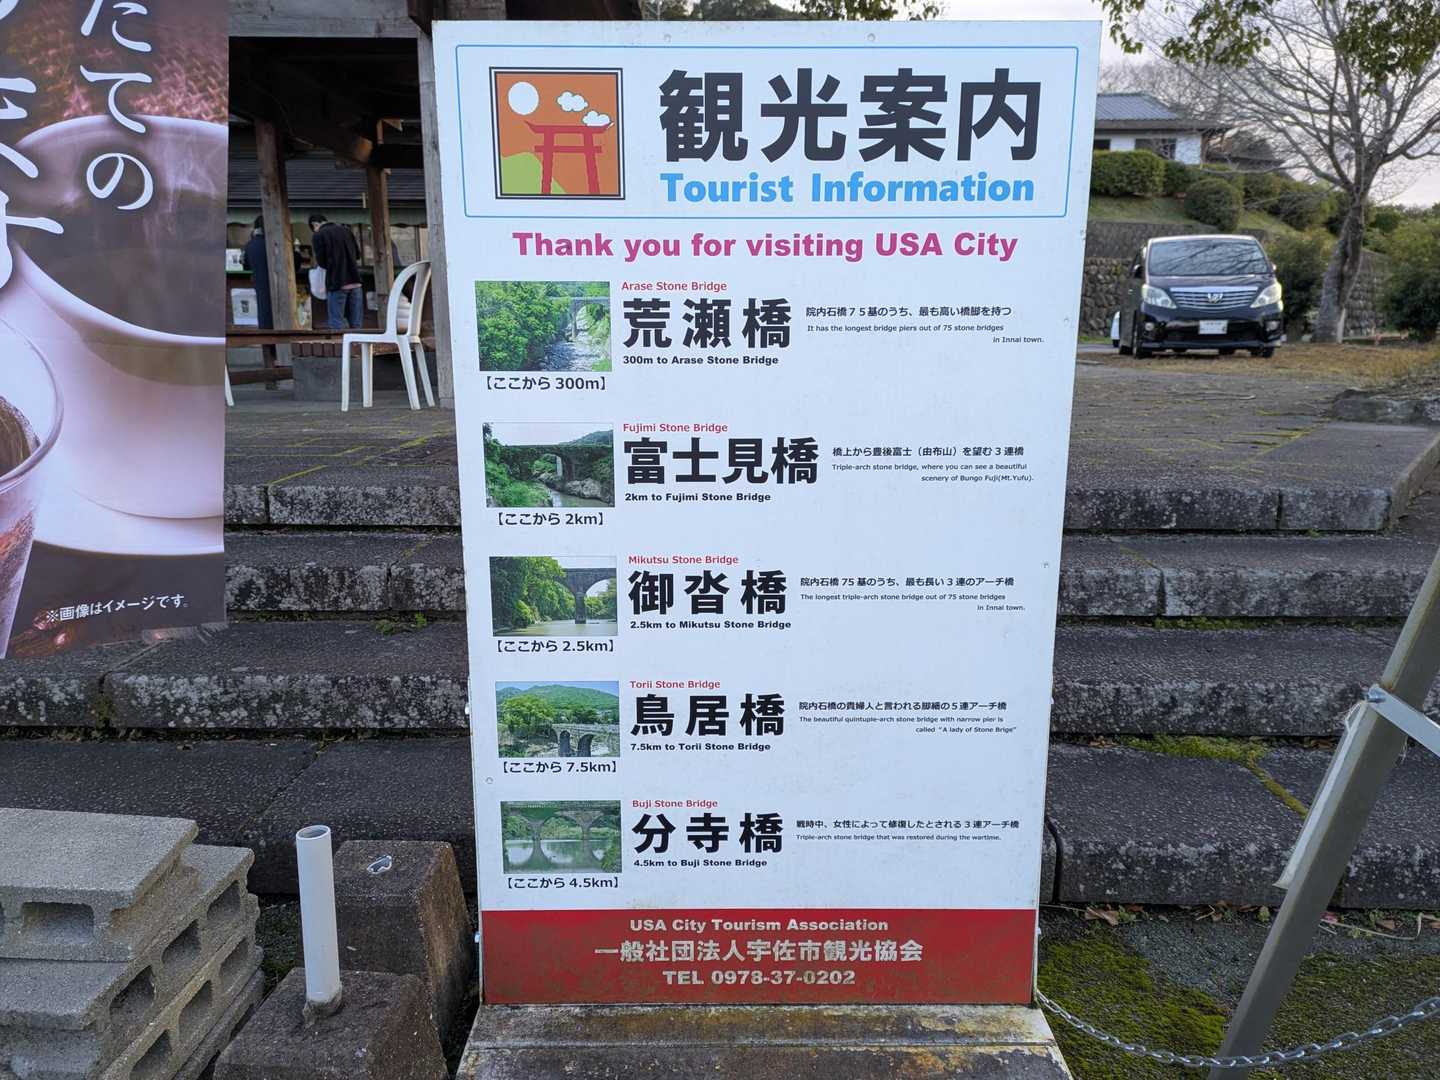 たての
※画像はイメージです。
観光案内
Tourist Information
Thank you for visiting USA City
Arase Stone Bridge
荒瀬橋
300m to Arase Stone Bridge
院内石橋75基のうち、最も高い橋脚を持つ
It has the longest bridge piers out of 75 stone bridges
in Innai town.
【ここから300m】
Fujimi Stone Bridge
富士見橋
2km to Fujimi Stone Bridge
橋上から豊後富士（由布山）を望む3連橋
Triple-arch stone bridge, where you can see a beautiful
scenery of Bungo Fuji(Mt.Yufu).
【ここから2km】
Mikutsu Stone Bridge
御沓橋
2.5km to Mikutsu Stone Bridge
院内石橋75基のうち、最も長い3連のアーチ橋
The longest triple-arch stone bridge out of 75 stone bridges
in Innai town.
【ここから2.5km】
Torii Stone Bridge
鳥居橋
7.5km to Torii Stone Bridge
院内石橋の貴婦人と言われる脚細の5連アーチ橋
The beautiful quintuple-arch stone bridge with narrow pier is
called "A lady of Stone Brige"
【ここから7.5km】
Buji Stone Bridge
分寺橋
4.5km to Buji Stone Bridge
戦時中、女性によって修復したとされる3連アーチ橋
Triple-arch stone bridge that was restored during the wartime.
【ここから4.5km】
USA City Tourism Association
一般社団法人宇佐市観光協会
TEL 0978-37-0202